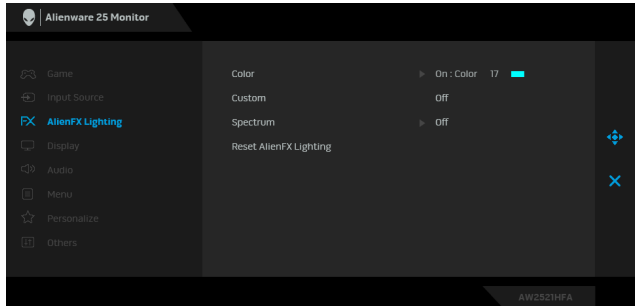 Alienware 25 Monitor
Game
Input Source
FX AlienFX Lighting
Display
Audio
Menu
Personalize
Others
Color On : Color 17
Custom Off
Spectrum Off
Reset AlienFX Lighting
AW2521HFA